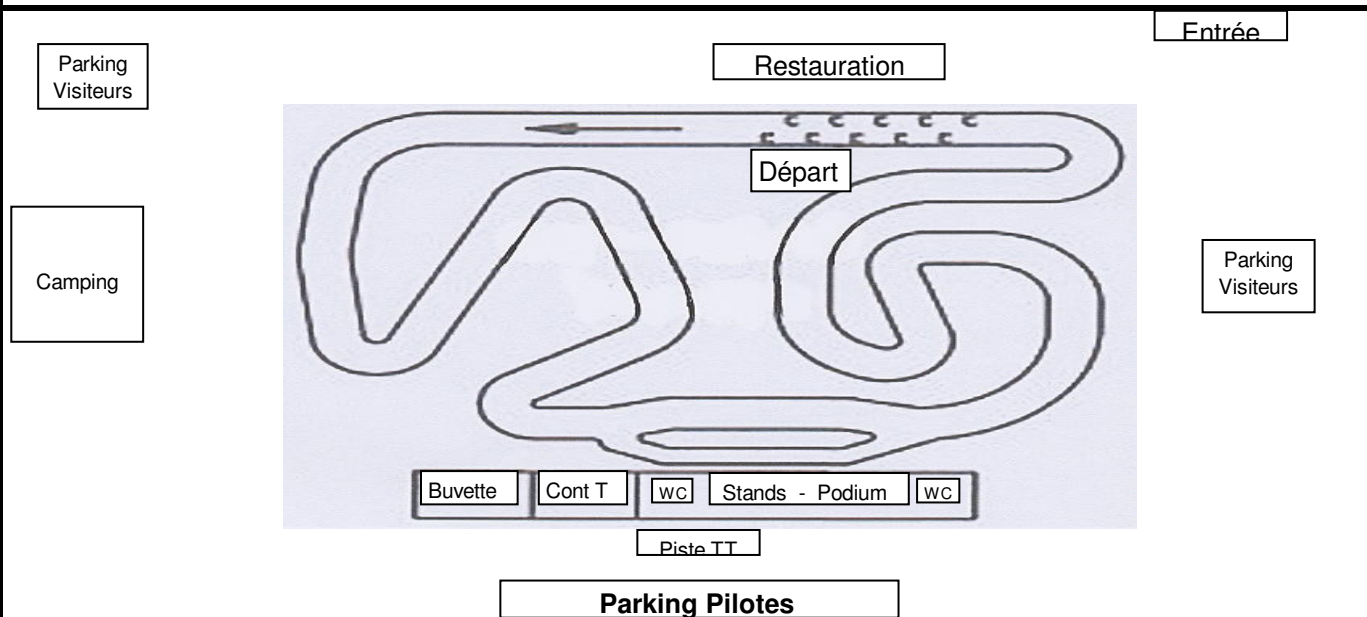 Entrée
Parking
Visiteurs
Restauration
Départ
Camping
Parking
Visiteurs
Buvette
Cont T
WC
Stands - Podium
WC
Piste TT
Parking Pilotes